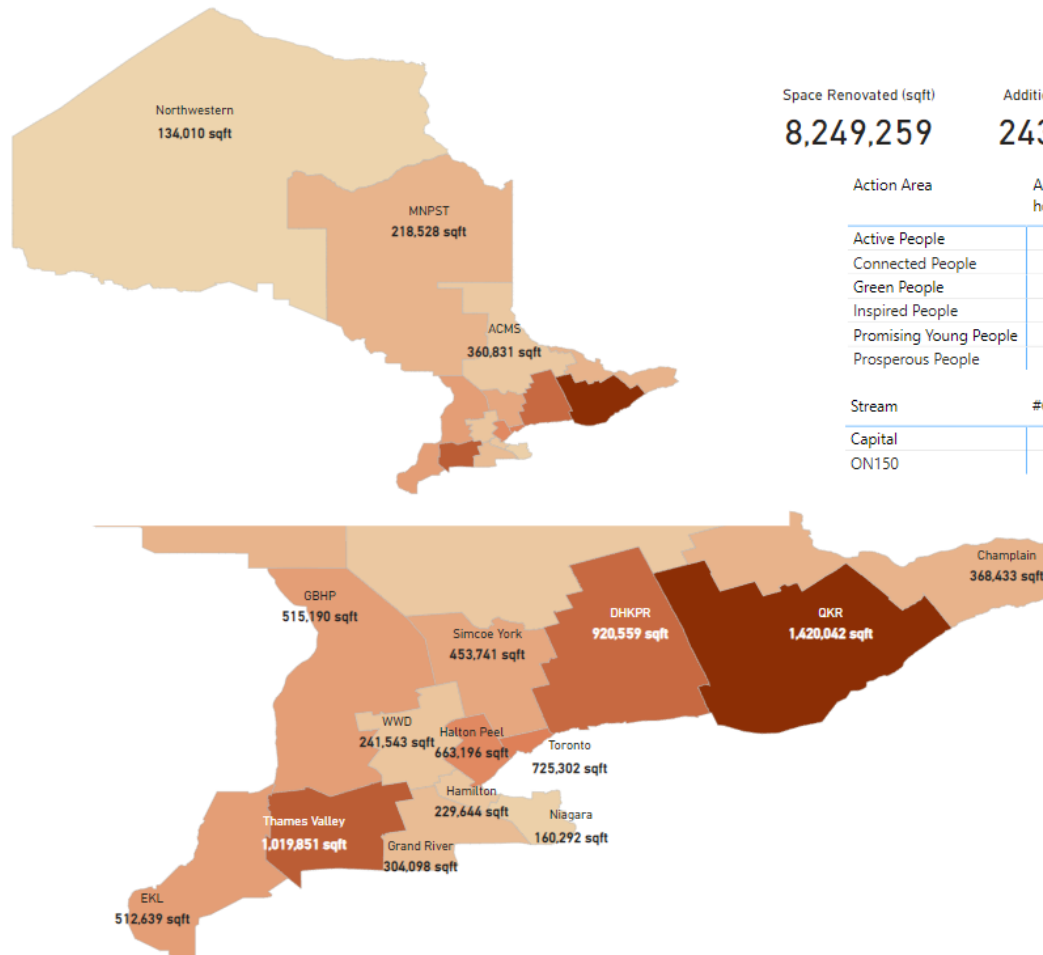 Northwestern
134,010 sqft
MNPST
218,528 sqft
ACMS
360,831 sqft
Space Renovated (sqft)
8,249,259
Action Area
Active People
Connected People
Green People
Inspired People
Promising Young People
Prosperous People
Stream
Capital
ON150
GBHP
515,190 sqft
Simcoe York
453,741 sqft
DHKPR
920,559 sqft
QKR
1,420,042 sqft
Champlain
368,433 sqft
WWD
241,543 sqft
Halton Peel
663,196 sqft
Toronto
725,302 sqft
Hamilton
229,644 sqft
Niagara
160,292 sqft
Thames Valley
1,019,851 sqft
Grand River
304,098 sqft
EKL
512,639 sqft